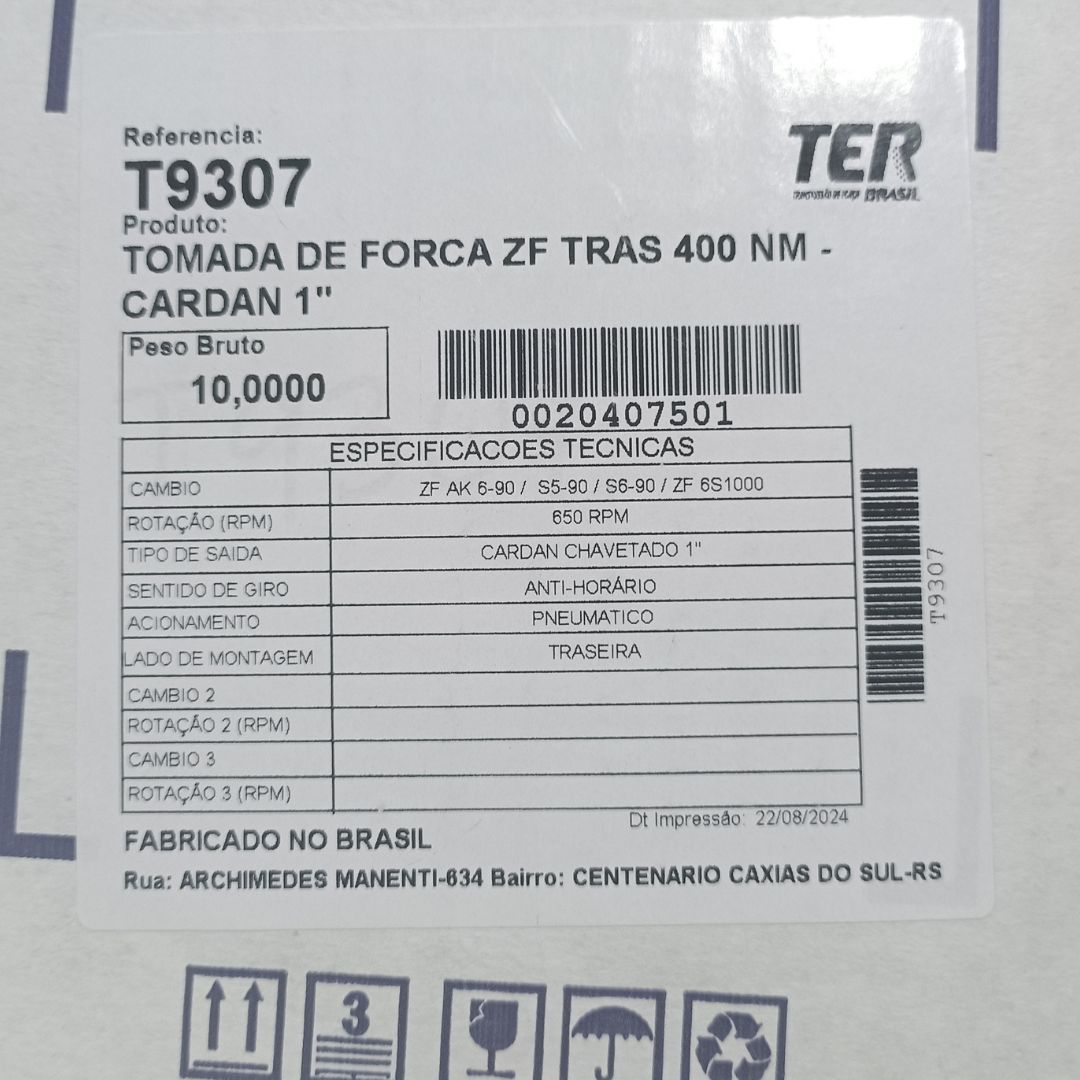 Referencia:
T9307
TER
BRASIL
Produto:
TOMADA DE FORCA ZF TRAS 400 NM -
CARDAN 1"
Peso Bruto
10,0000
0020407501
ESPECIFICACOES TECNICAS
CAMBIO ZF AK 6-90 / S5-90 / S6-90 / ZF 6S1000
ROTAÇÃO (RPM) 650 RPM
TIPO DE SAIDA CARDAN CHAVETADO 1"
SENTIDO DE GIRO ANTI-HORÁRIO
ACIONAMENTO PNEUMATICO
LADO DE MONTAGEM TRASEIRA
CAMBIO 2
ROTAÇÃO 2 (RPM)
CAMBIO 3
ROTAÇÃO 3 (RPM)
T9307
Dt Impressão: 22/08/2024
FABRICADO NO BRASIL
Rua: ARCHIMEDES MANENTI-634 Bairro: CENTENARIO CAXIAS DO SUL-RS
3